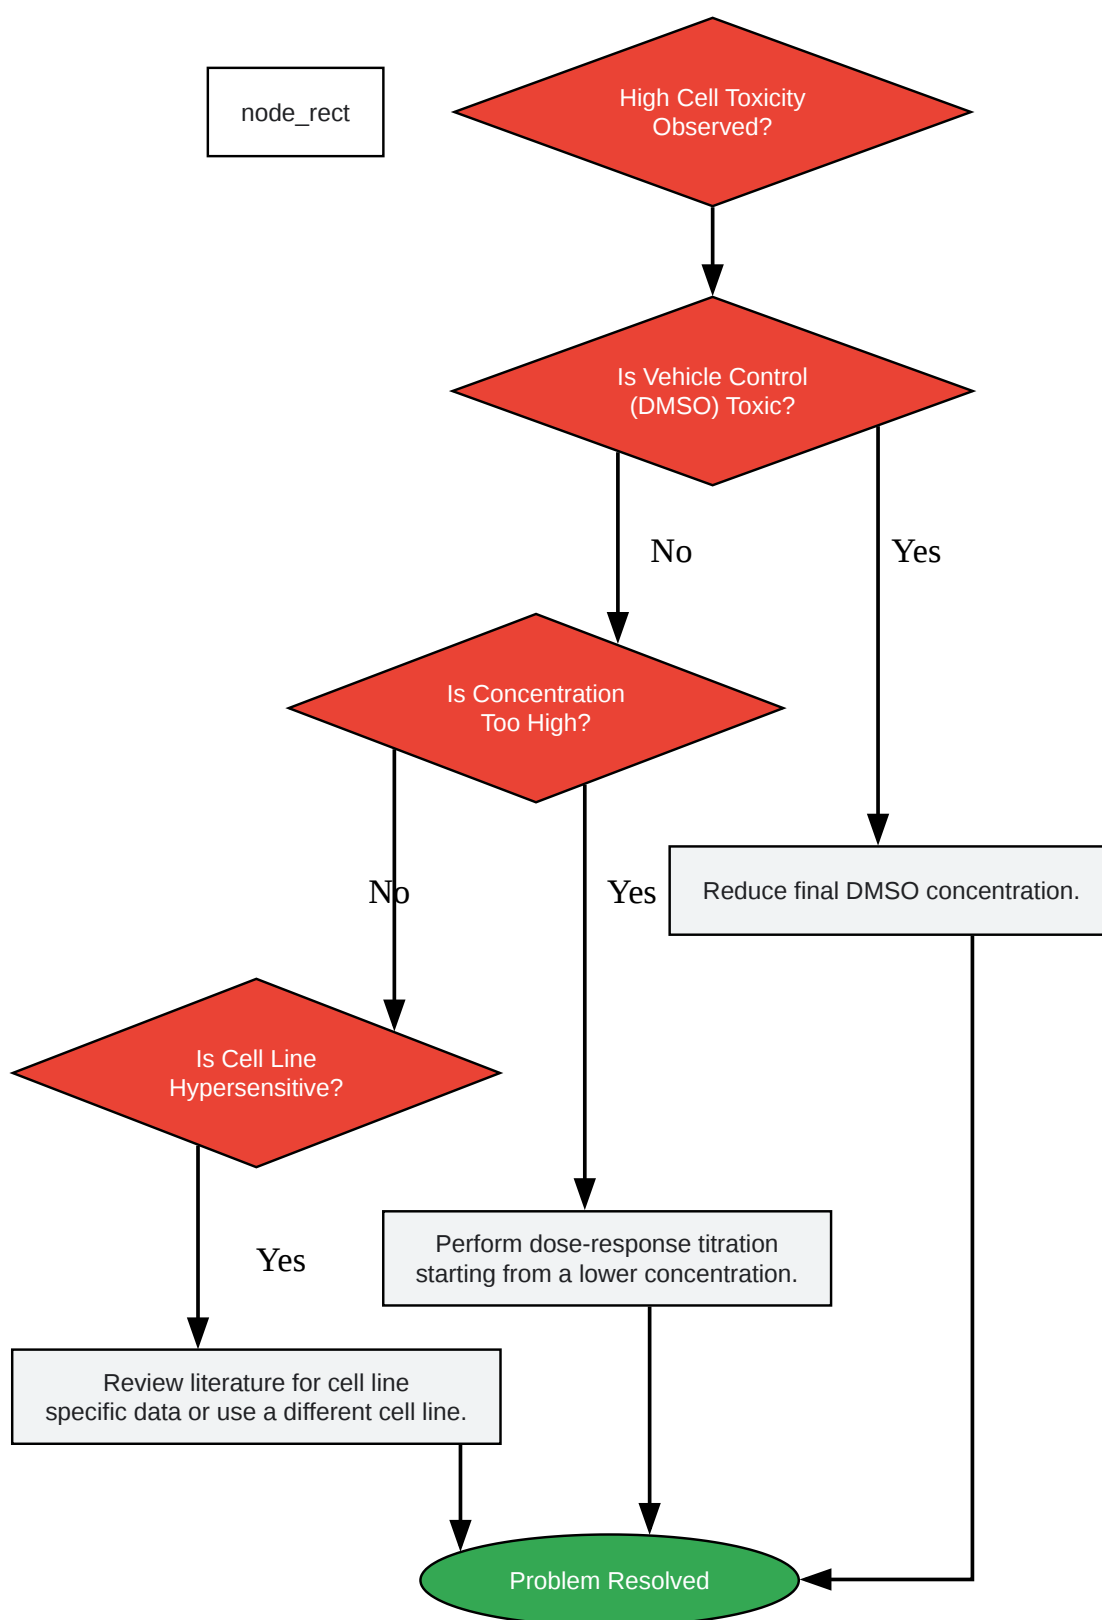 node_rect
High Cell Toxicity
Observed?
Is Vehicle Control
(DMSO) Toxic?
No
Yes
Is Concentration
Too High?
No
Yes
Reduce final DMSO concentration.
Is Cell Line
Hypersensitive?
Yes
Perform dose-response titration
starting from a lower concentration.
Review literature for cell line
specific data or use a different cell line.
Problem Resolved